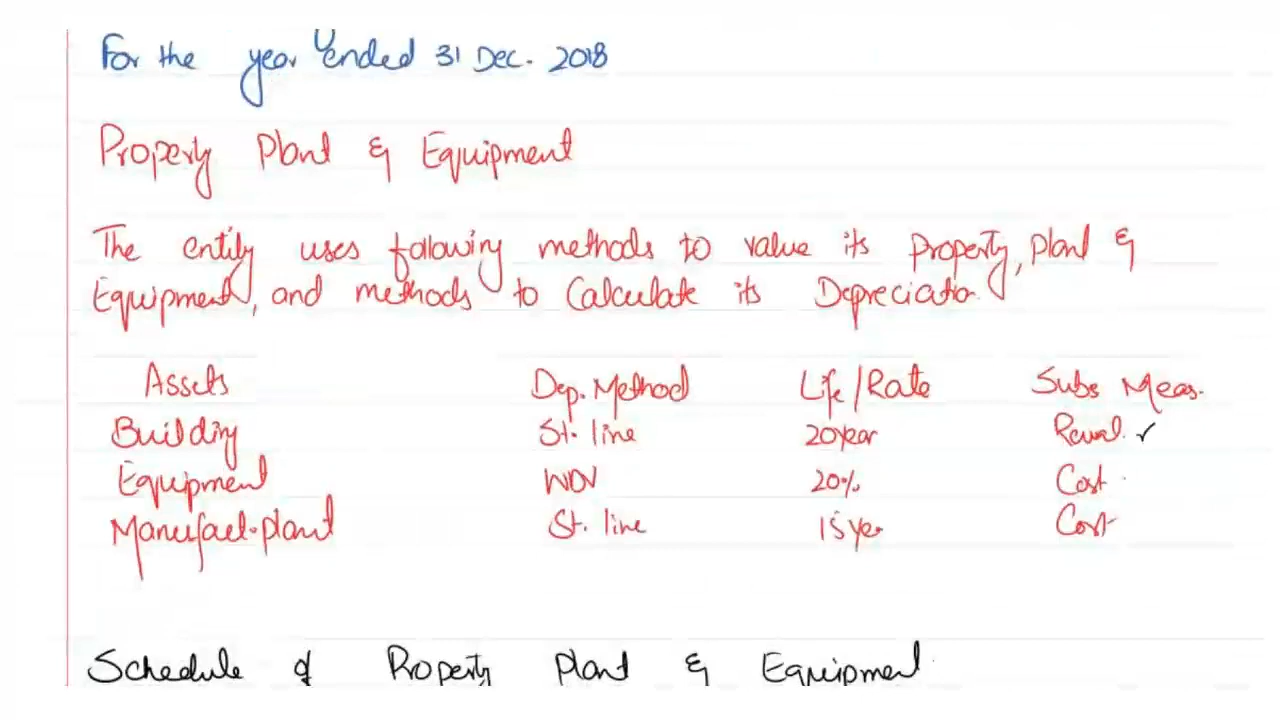 For the year ended 31 Dec. 2018
Property Plant & Equipment
The entity uses following methods to value its Property, Plant &
Equipment, and methods to Calculate its Depreciation
Assets Dep. Method Life/Rate Subs Meas.
Building St. line 20year Reval. ✓
Equipment WDV 20% Cost
Manufact. plant St. line 15 yer Cost
Schedule of Property Plant & Equipment